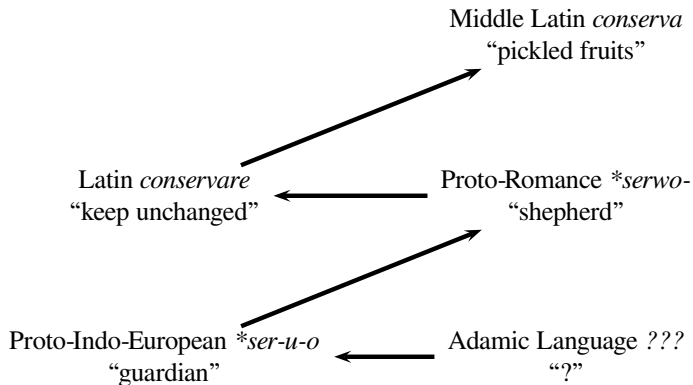 Middle Latin conserva
“pickled fruits”
Latin conservare
“keep unchanged”
Proto-Romance *serwo-
“shepherd”
Proto-Indo-European *ser-u-o
“guardian”
Adamic Language ???
“?”